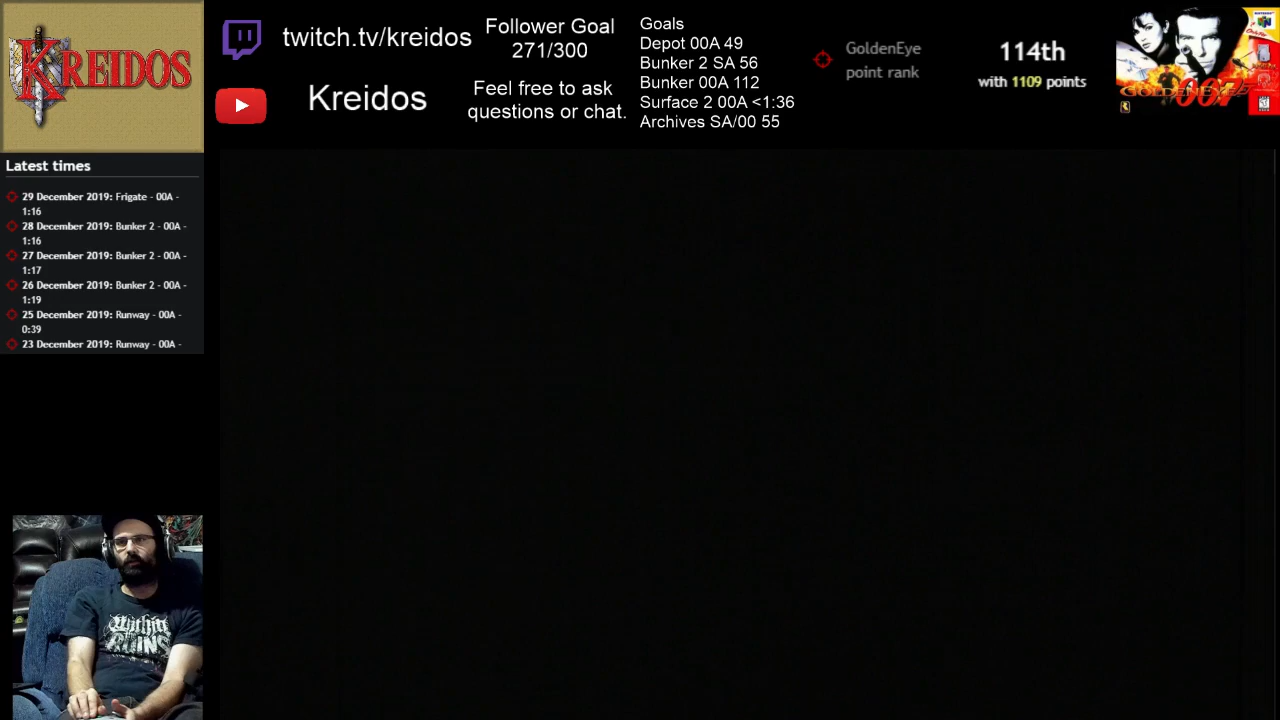 KREIDOS
twitch.tv/kreidos
Kreidos
Follower Goal
271/300
Feel free to ask
questions or chat.
Goals
Depot 00A 49
Bunker 2 SA 56
Bunker 00A 112
Surface 2 00A <1:36
Archives SA/00 55
GoldenEye
point rank
114th
with 1109 points
GOLDENEYE
007
Latest times
29 December 2019: Frigate - 00A -
1:16
28 December 2019: Bunker 2 - 00A -
1:16
27 December 2019: Bunker 2 - 00A -
1:17
26 December 2019: Bunker 2 - 00A -
1:19
25 December 2019: Runway - 00A -
0:39
23 December 2019: Runway - 00A -
Within
RUINS